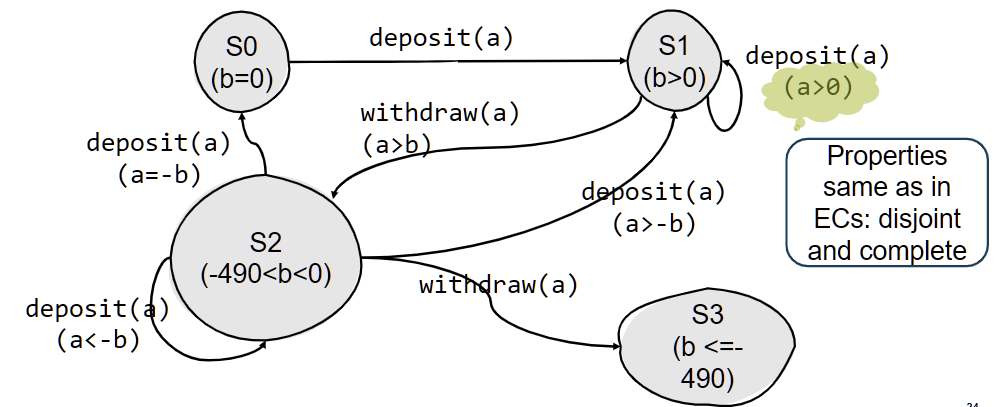 S0
(b=0)
deposit(a)
S1
(b>0)
deposit(a)
(a>0)
withdraw(a)
(a>b)
deposit(a)
(a=-b)
Properties
same as in
ECs: disjoint
and complete
deposit(a)
(a>-b)
S2
(-490<b<0)
withdraw(a)
deposit(a)
(a<-b)
S3
(b <=-
490)